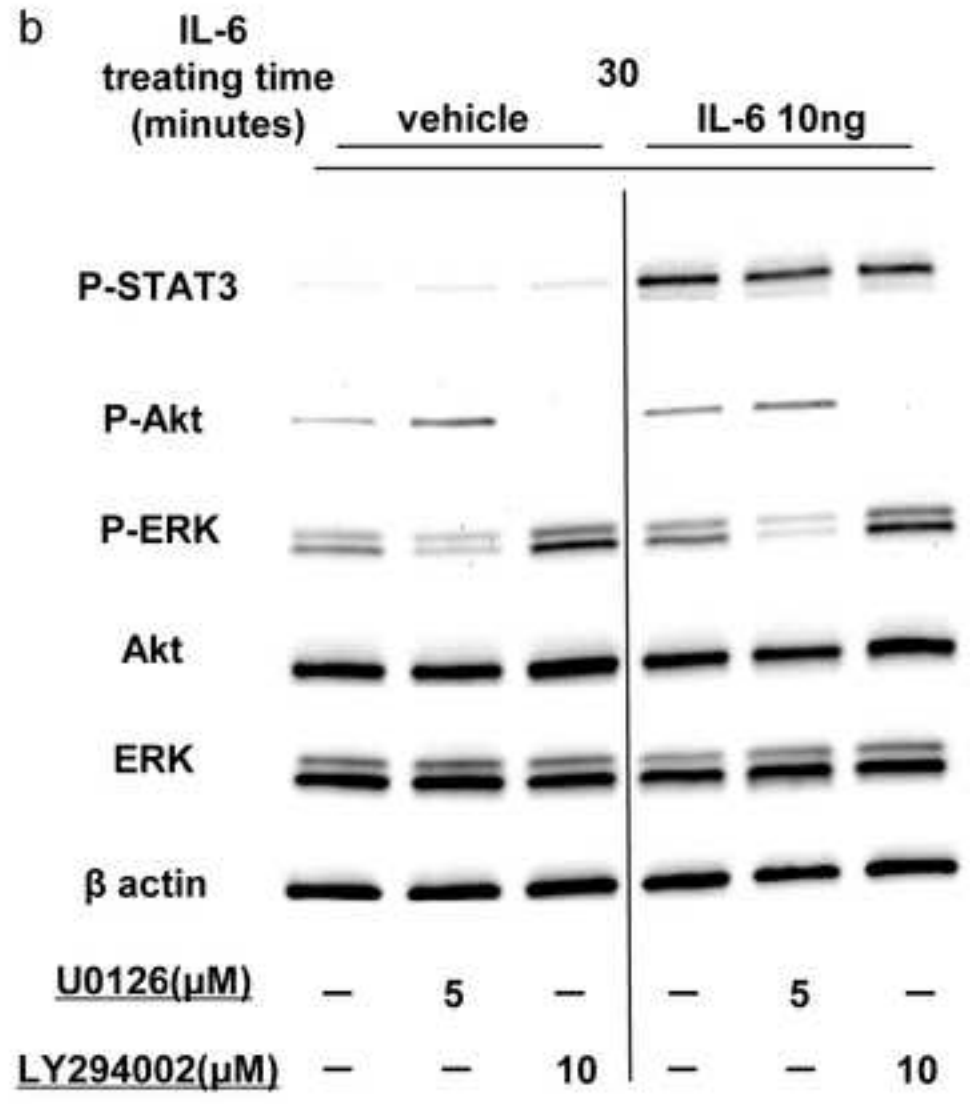 b
IL-6
treating time
(minutes)
30
vehicle
IL-6 10ng
P-STAT3
P-Akt
P-ERK
Akt
ERK
β actin
U0126(µM) – 5 – – 5 –
LY294002(µM) – – 10 – – 10